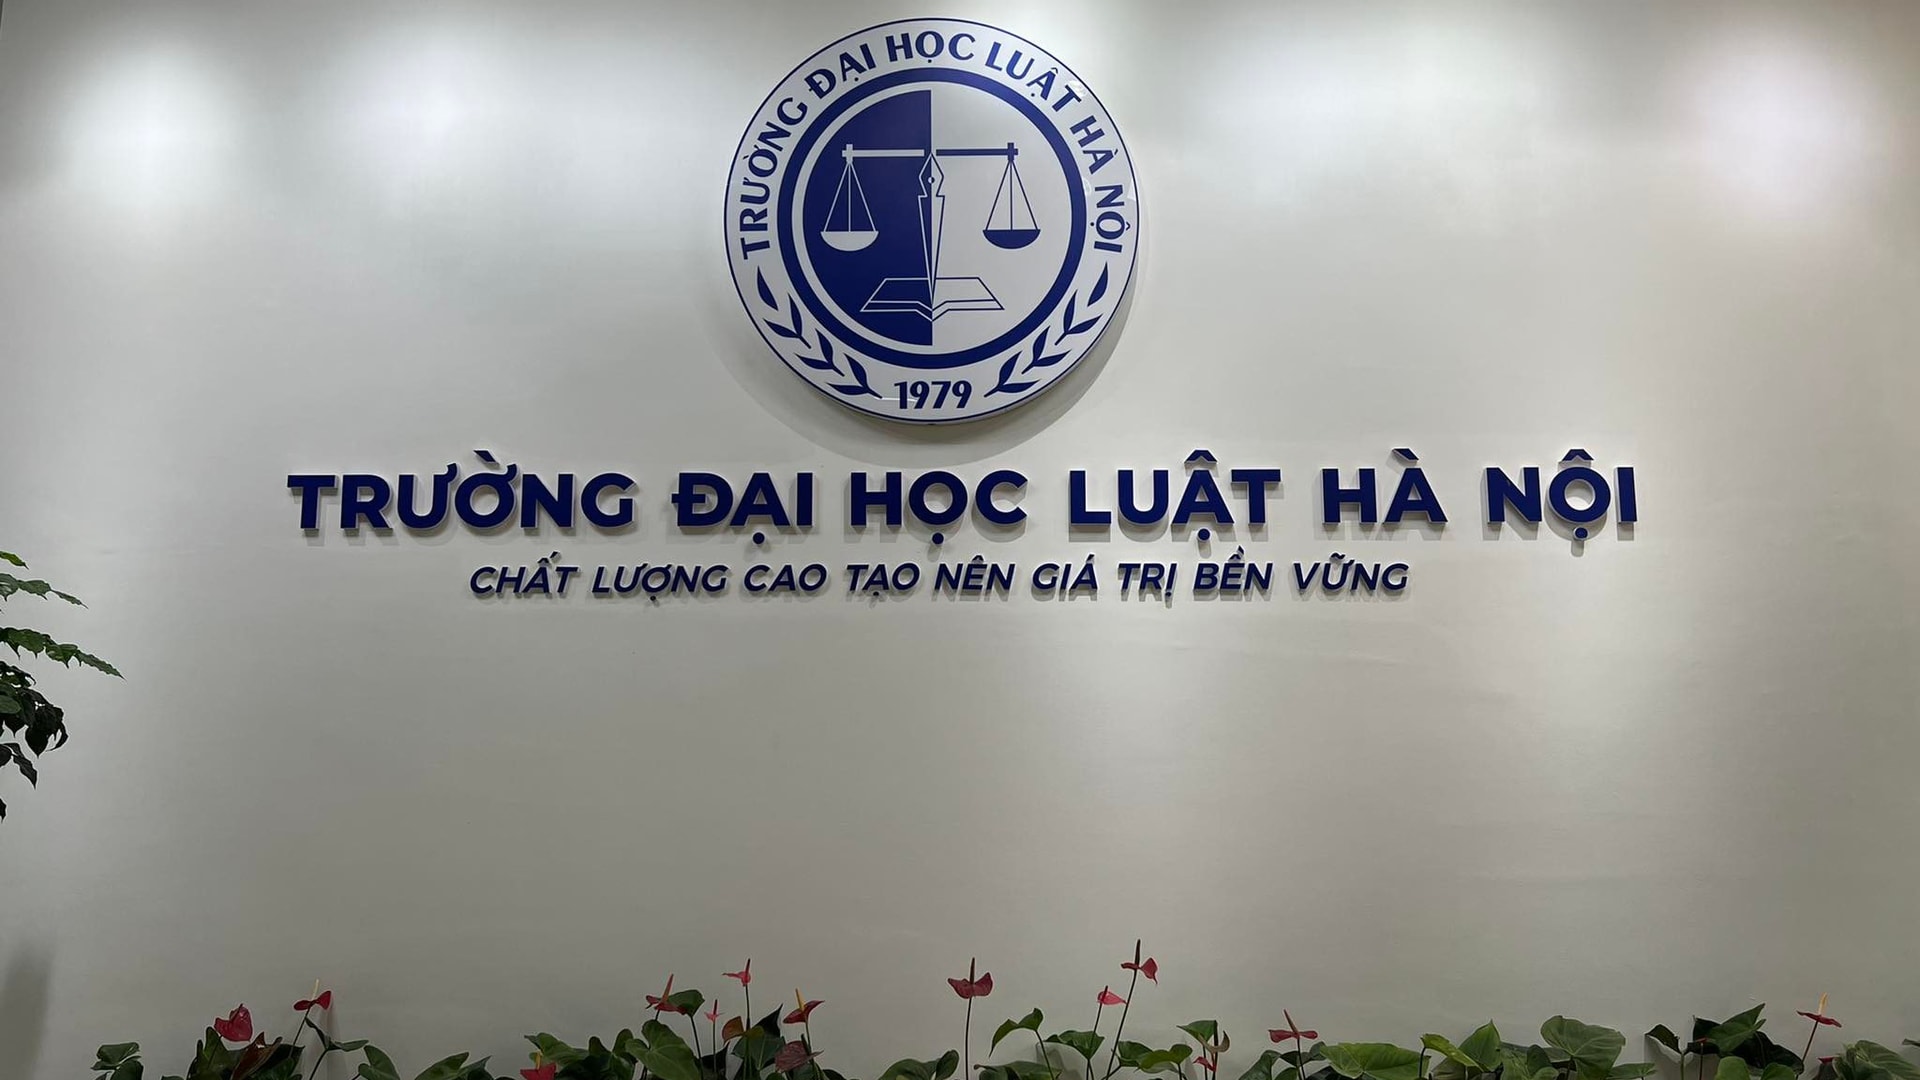 TRƯỜNG ĐẠI HỌC LUẬT HÀ NỘI
1979
TRƯỜNG ĐẠI HỌC LUẬT HÀ NỘI
CHẤT LƯỢNG CAO TẠO NÊN GIÁ TRỊ BỀN VỮNG